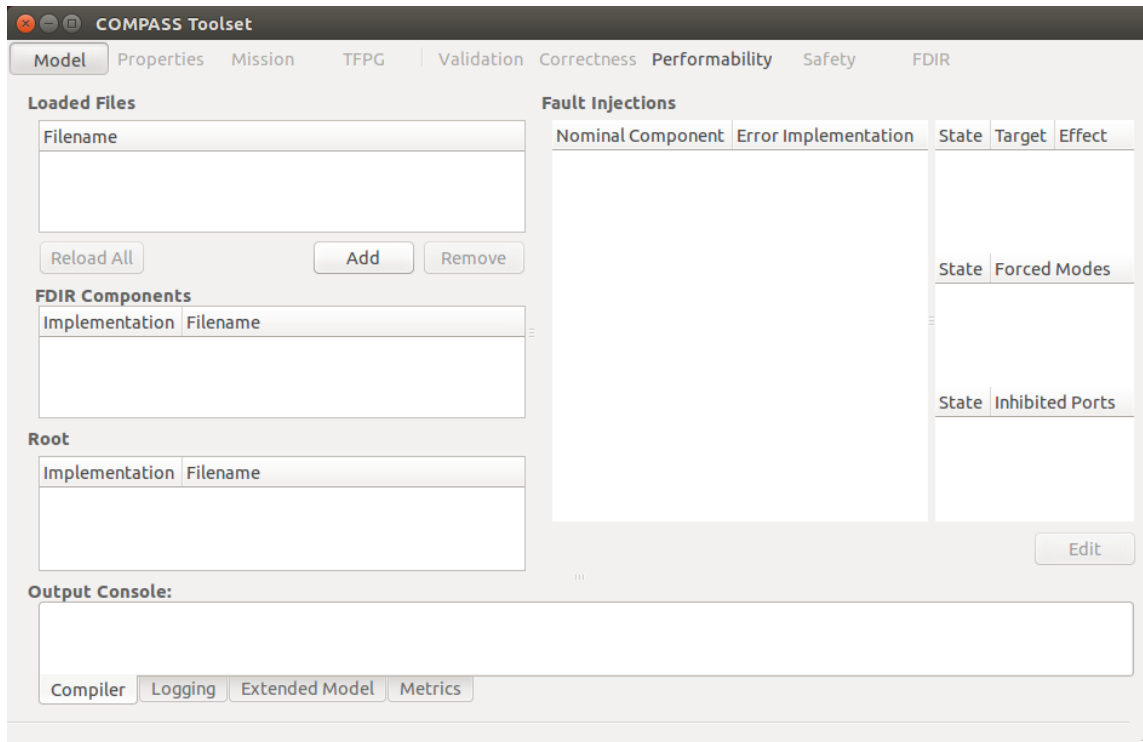 COMPASS Toolset
Model Properties Mission TFPG Validation Correctness Performability Safety FDIR
Loaded Files
Filename
Reload All Add Remove
FDIR Components
Implementation Filename
Root
Implementation Filename
Fault Injections
Nominal Component Error Implementation
State Target Effect
State Forced Modes
State Inhibited Ports
Edit
Output Console:
Compiler Logging Extended Model Metrics